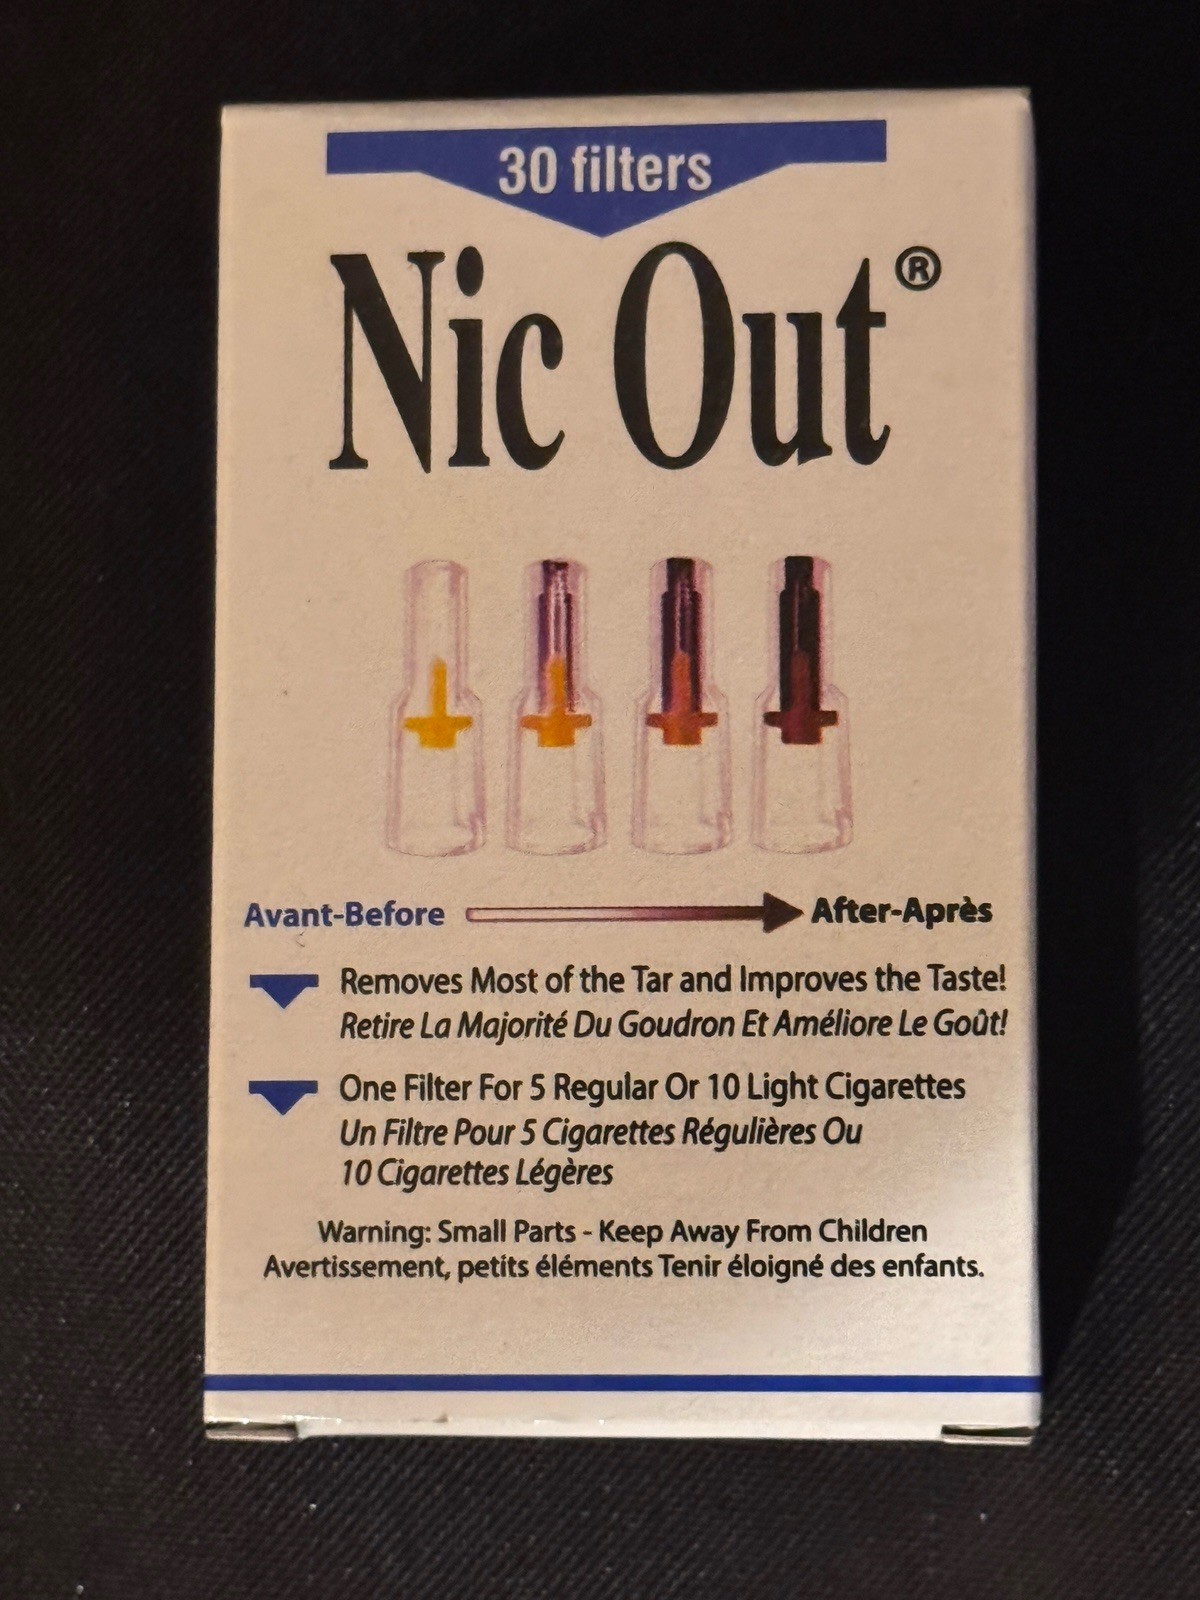 30 filters
Nic Out®
Avant-Before After-Après
Removes Most of the Tar and Improves the Taste!
Retire La Majorité Du Goudron Et Améliore Le Goût!
One Filter For 5 Regular Or 10 Light Cigarettes
Un Filtre Pour 5 Cigarettes Régulières Ou
10 Cigarettes Légères
Warning: Small Parts - Keep Away From Children
Avertissement, petits éléments Tenir éloigné des enfants.